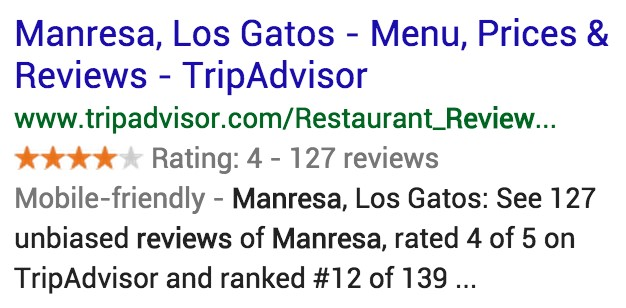 Manresa, Los Gatos - Menu, Prices &
Reviews - TripAdvisor
www.tripadvisor.com/Restaurant_Review...
Rating: 4 - 127 reviews
Mobile-friendly - Manresa, Los Gatos: See 127
unbiased reviews of Manresa, rated 4 of 5 on
TripAdvisor and ranked #12 of 139 ...